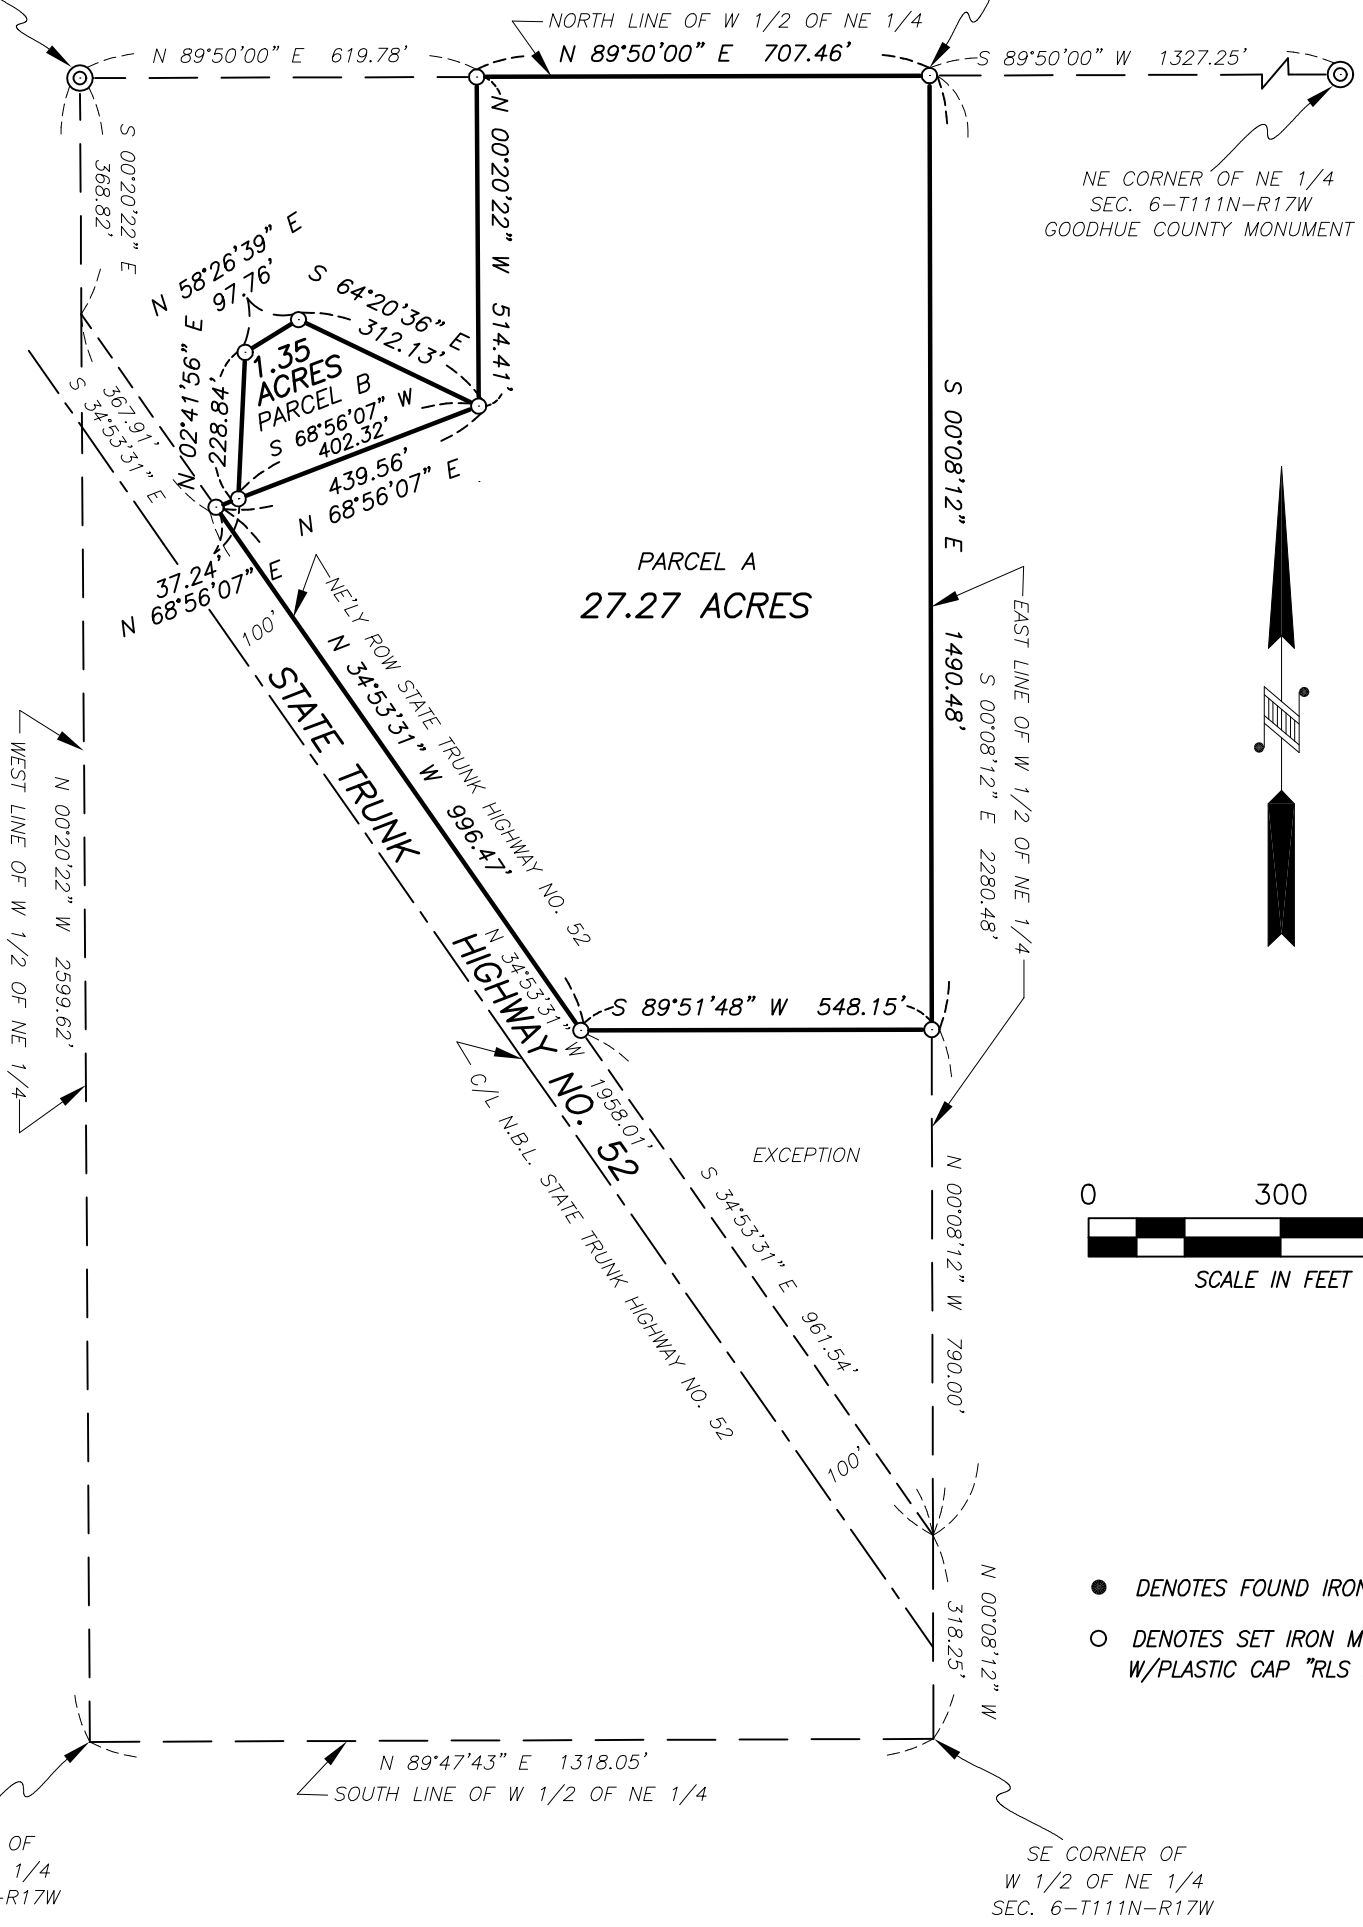 NORTH LINE OF W 1/2 OF NE 1/4
N 89°50'00" E 619.78'
N 89°50'00" E 707.46'
S 89°50'00" W 1327.25'
NE CORNER OF NE 1/4
SEC. 6-T111N-R17W
GOODHUE COUNTY MONUMENT
S 00°20'22" E
368.82'
N 00°20'22" W 514.41'
N 58°26'39" E
97.76'
S 64°20'36" E
312.13'
N 02°41'56" E
228.84'
1.35
ACRES
PARCEL B
S 68°56'07" W
402.32'
439.56'
N 68°56'07" E
367.91'
S 34°53'31" E
37.24'
N 68°56'07" E
100'
S 00°08'12" E 1490.48'
PARCEL A
27.27 ACRES
NE'LY ROW STATE TRUNK HIGHWAY NO. 52
N 34°53'31" W 996.47'
STATE TRUNK
HIGHWAY NO. 52
EAST LINE OF W 1/2 OF NE 1/4
S 00°08'12" E 2280.48'
WEST LINE OF W 1/2 OF NE 1/4
N 00°20'22" W 2599.62'
S 89°51'48" W 548.15'
N 34°53'31" W 1958.01'
C/L N.B.L. STATE TRUNK HIGHWAY NO. 52
EXCEPTION
S 34°53'31" E 961.54'
N 00°08'12" W 790.00'
0 300
SCALE IN FEET
100'
DENOTES FOUND IRON
DENOTES SET IRON M
W/PLASTIC CAP "RLS
N 00°08'12" W
318.25'
N 89°47'43" E 1318.05'
SOUTH LINE OF W 1/2 OF NE 1/4
OF
1/4
-R17W
SE CORNER OF
W 1/2 OF NE 1/4
SEC. 6-T111N-R17W